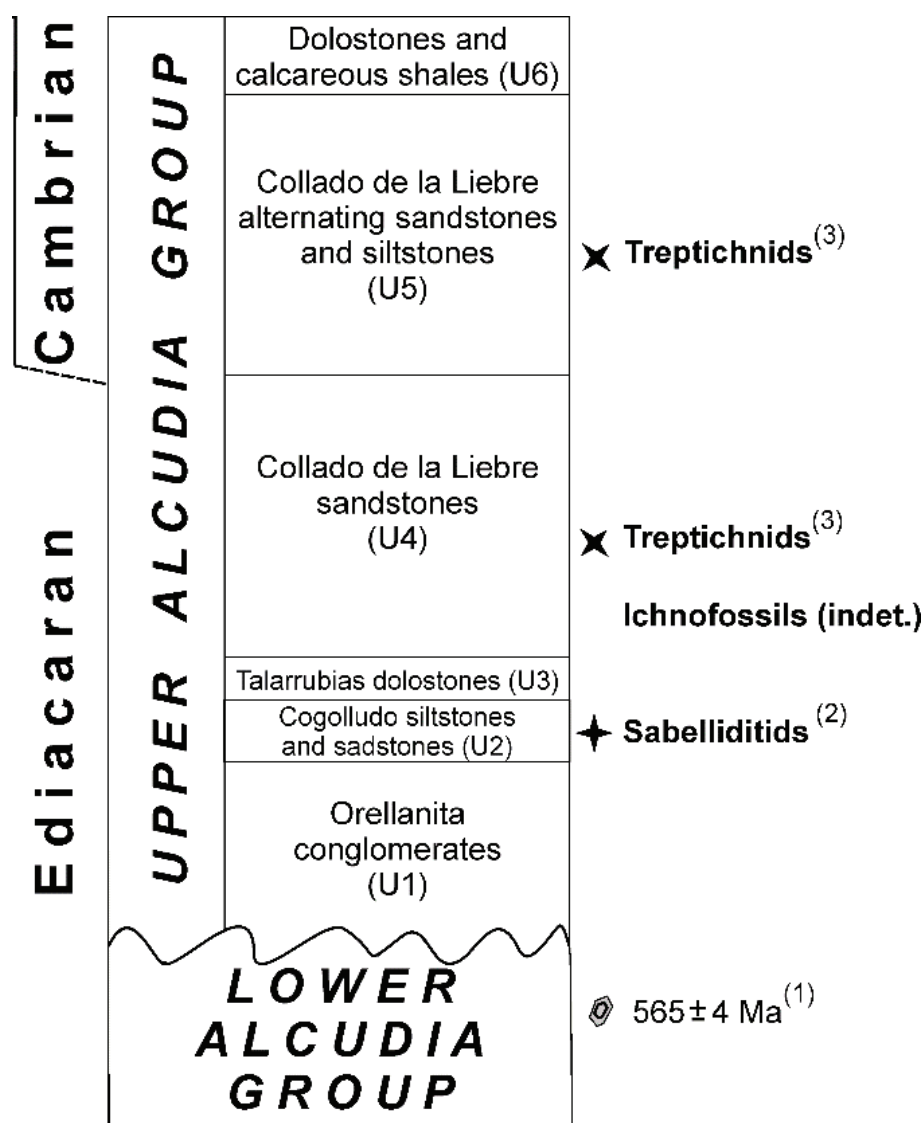 Cambrian
Ediacaran
UPPER ALCUDIA GROUP
Dolostones and
calcareous shales (U6)
Collado de la Liebre
alternating sandstones
and siltstones
(U5)
Treptichnids(3)
Collado de la Liebre
sandstones
(U4)
Treptichnids(3)
Ichnofossils (indet.)
Talarrubias dolostones (U3)
Cogolludo siltstones
and sadstones (U2)
Sabelliditids (2)
Orellanita
conglomerates
(U1)
LOWER
ALCUDIA
GROUP
565±4 Ma(1)